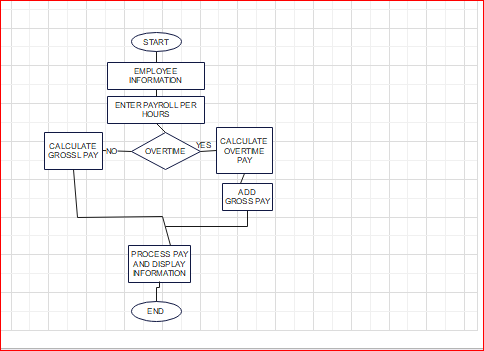 START
EMPLOYEE
INFORMATION
ENTER PAYROLL PER
HOURS
CALCULATE
GROSSL PAY
NO
OVERTIME
YES
CALCULATE
OVERTIME
PAY
ADD
GROSS PAY
PROCESS PAY
AND DISPLAY
INFORMATION
END